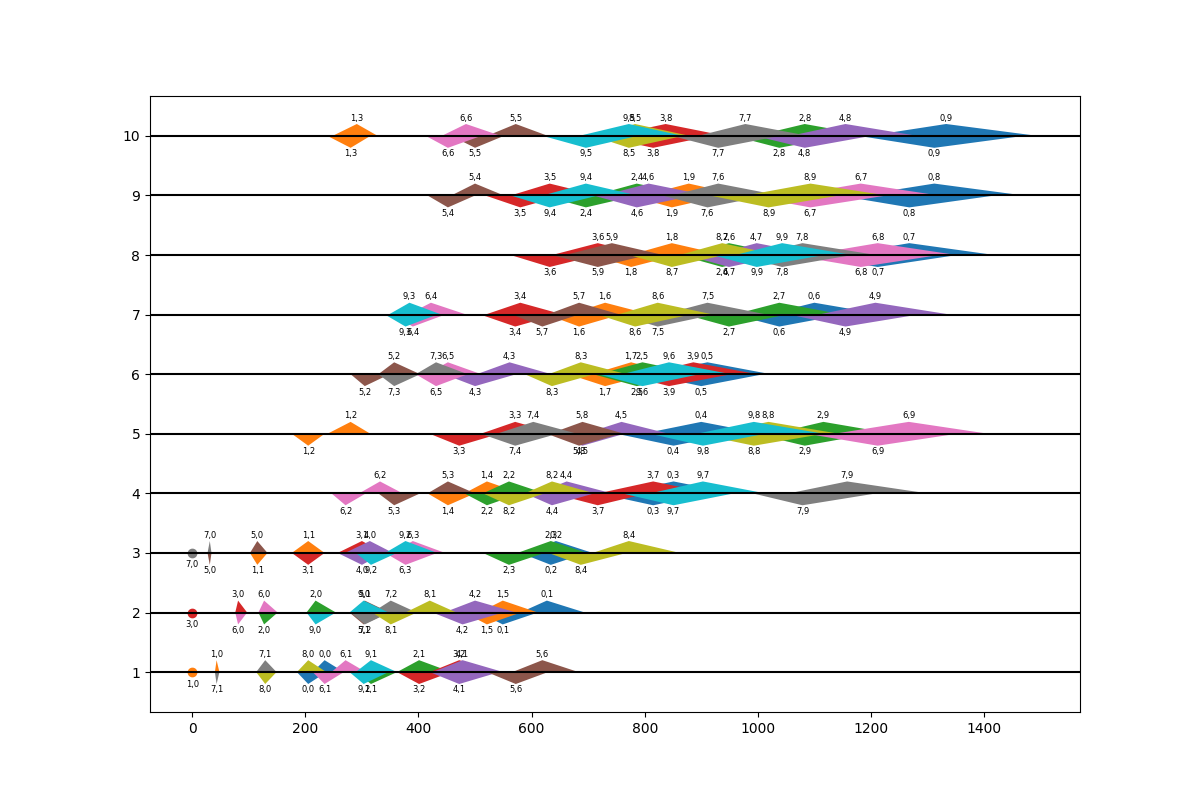 1,3 6,6 5,5 3,8 7,7 2,8 4,8 0,9
10
1,3 6,6 5,5 9,5 8,5 3,8 7,7 2,8 4,8 0,9
5,4 3,5 9,4 2,4 4,6 1,9 7,6 8,9 6,7 0,8
9
5,4 3,5 9,4 2,4 4,6 1,9 7,6 8,9 6,7 0,8
3,6 5,9 1,8 4,7 9,9 7,8 6,8 0,7
8
3,6 5,9 1,8 8,7 9,9 7,8 6,8 0,7
9,3 6,4 3,4 5,7 1,6 8,6 7,5 2,7 0,6 4,9
7
3,4 5,7 1,6 8,6 7,5 2,7 0,6 4,9
5,2 7,3 6,5 4,3 8,3 1,7 2,5 9,6 3,9 0,5
6
5,2 7,3 6,5 4,3 8,3 1,7 3,9 0,5
1,2 3,3 7,4 5,8 4,5 0,4 9,8 8,8 2,9 6,9
5
1,2 3,3 7,4 0,4 9,8 8,8 2,9 6,9
6,2 5,3 1,4 2,2 8,2 4,4 3,7 0,3 9,7 7,9
4
6,2 5,3 1,4 2,2 8,2 4,4 3,7 0,3 9,7 7,9
7,0 5,0 1,1 8,4
3
7,0 5,0 1,1 3,1 4,0 9,2 6,3 2,3 0,2 8,4
3,0 6,0 2,0 7,2 8,1 4,2 1,5 0,1
2
3,0 6,0 2,0 9,0 8,1 4,2 1,5 0,1
1,0 7,1 8,0 0,0 6,1 9,1 2,1 5,6
1
1,0 7,1 8,0 0,0 6,1 3,2 4,1 5,6
0 200 400 600 800 1000 1200 1400